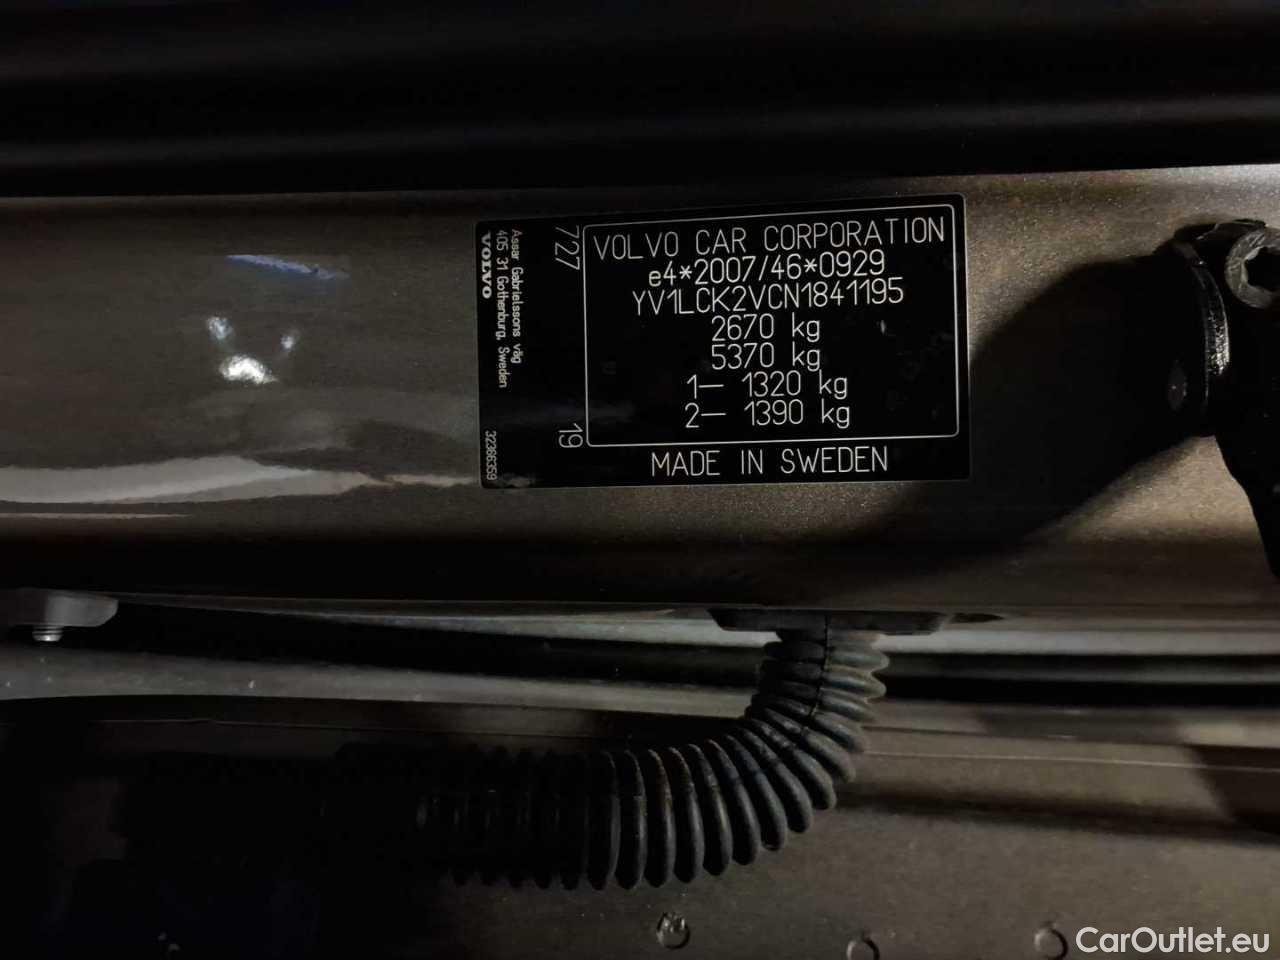 VOLVO CAR CORPORATION
e4*2007/46*0929
YV1LCK2VCN1841195
2670 kg
5370 kg
1— 1320 kg
2— 1390 kg
MADE IN SWEDEN
727
19
Assar Gabrielssons väg
405 31 Gothenburg, Sweden
VOLVO
32386359
CarOutlet.eu